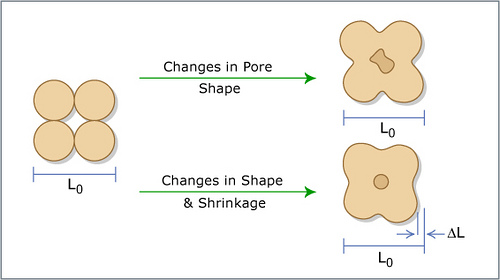 Changes in Pore
Shape
L0
L0
Changes in Shape
& Shrinkage
ΔL
L0